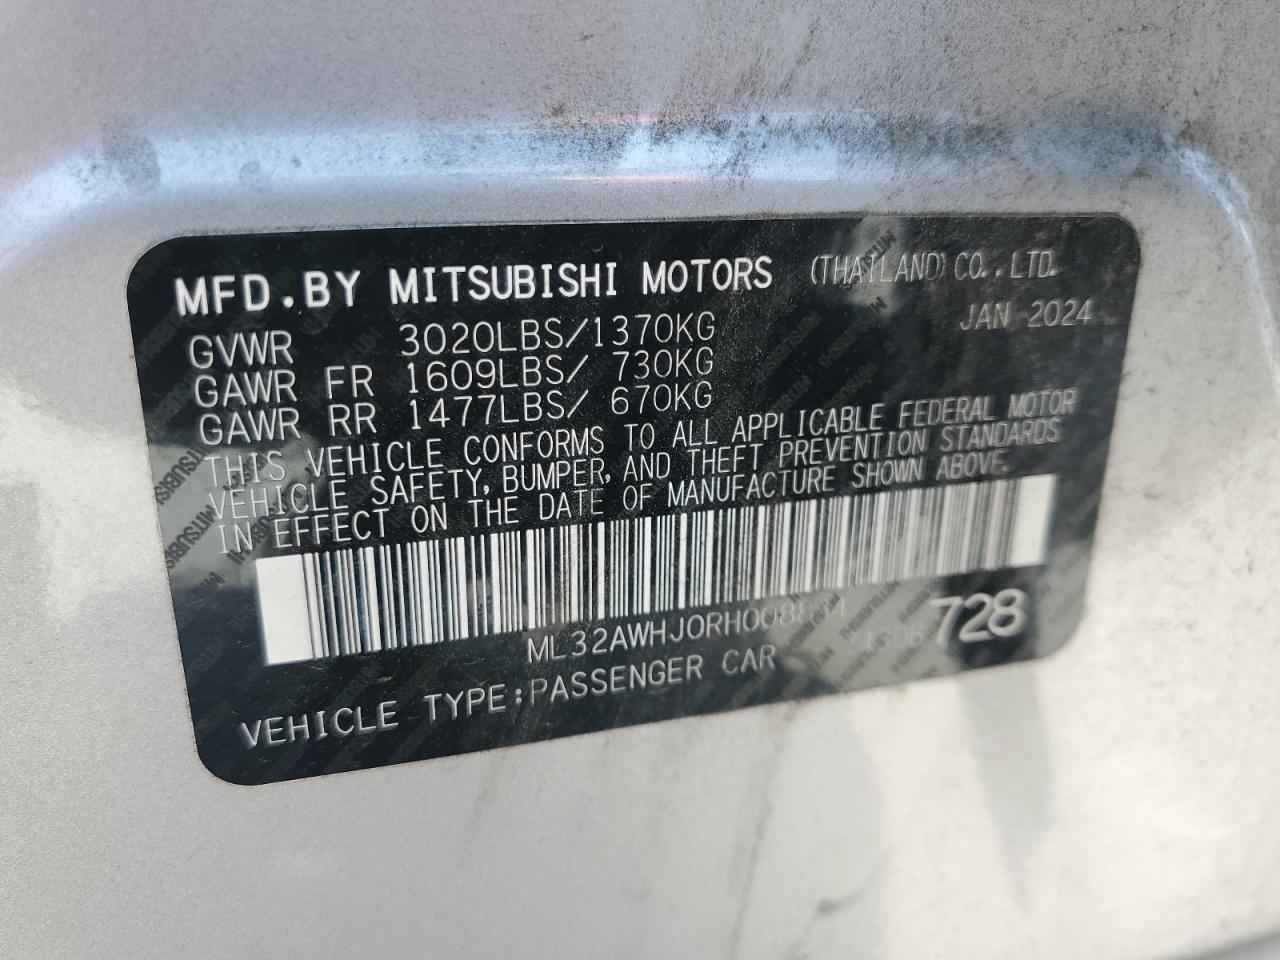 MFD.BY MITSUBISHI MOTORS (THAILAND) CO.,LTD.
JAN 2024
GVWR 3020LBS/1370KG
GAWR FR 1609LBS/ 730KG
GAWR RR 1477LBS/ 670KG
THIS VEHICLE CONFORMS TO ALL APPLICABLE FEDERAL MOTOR
VEHICLE SAFETY, BUMPER, AND THEFT PREVENTION STANDARDS
IN EFFECT ON THE DATE OF MANUFACTURE SHOWN ABOVE.
728
VEHICLE TYPE:PASSENGER CAR